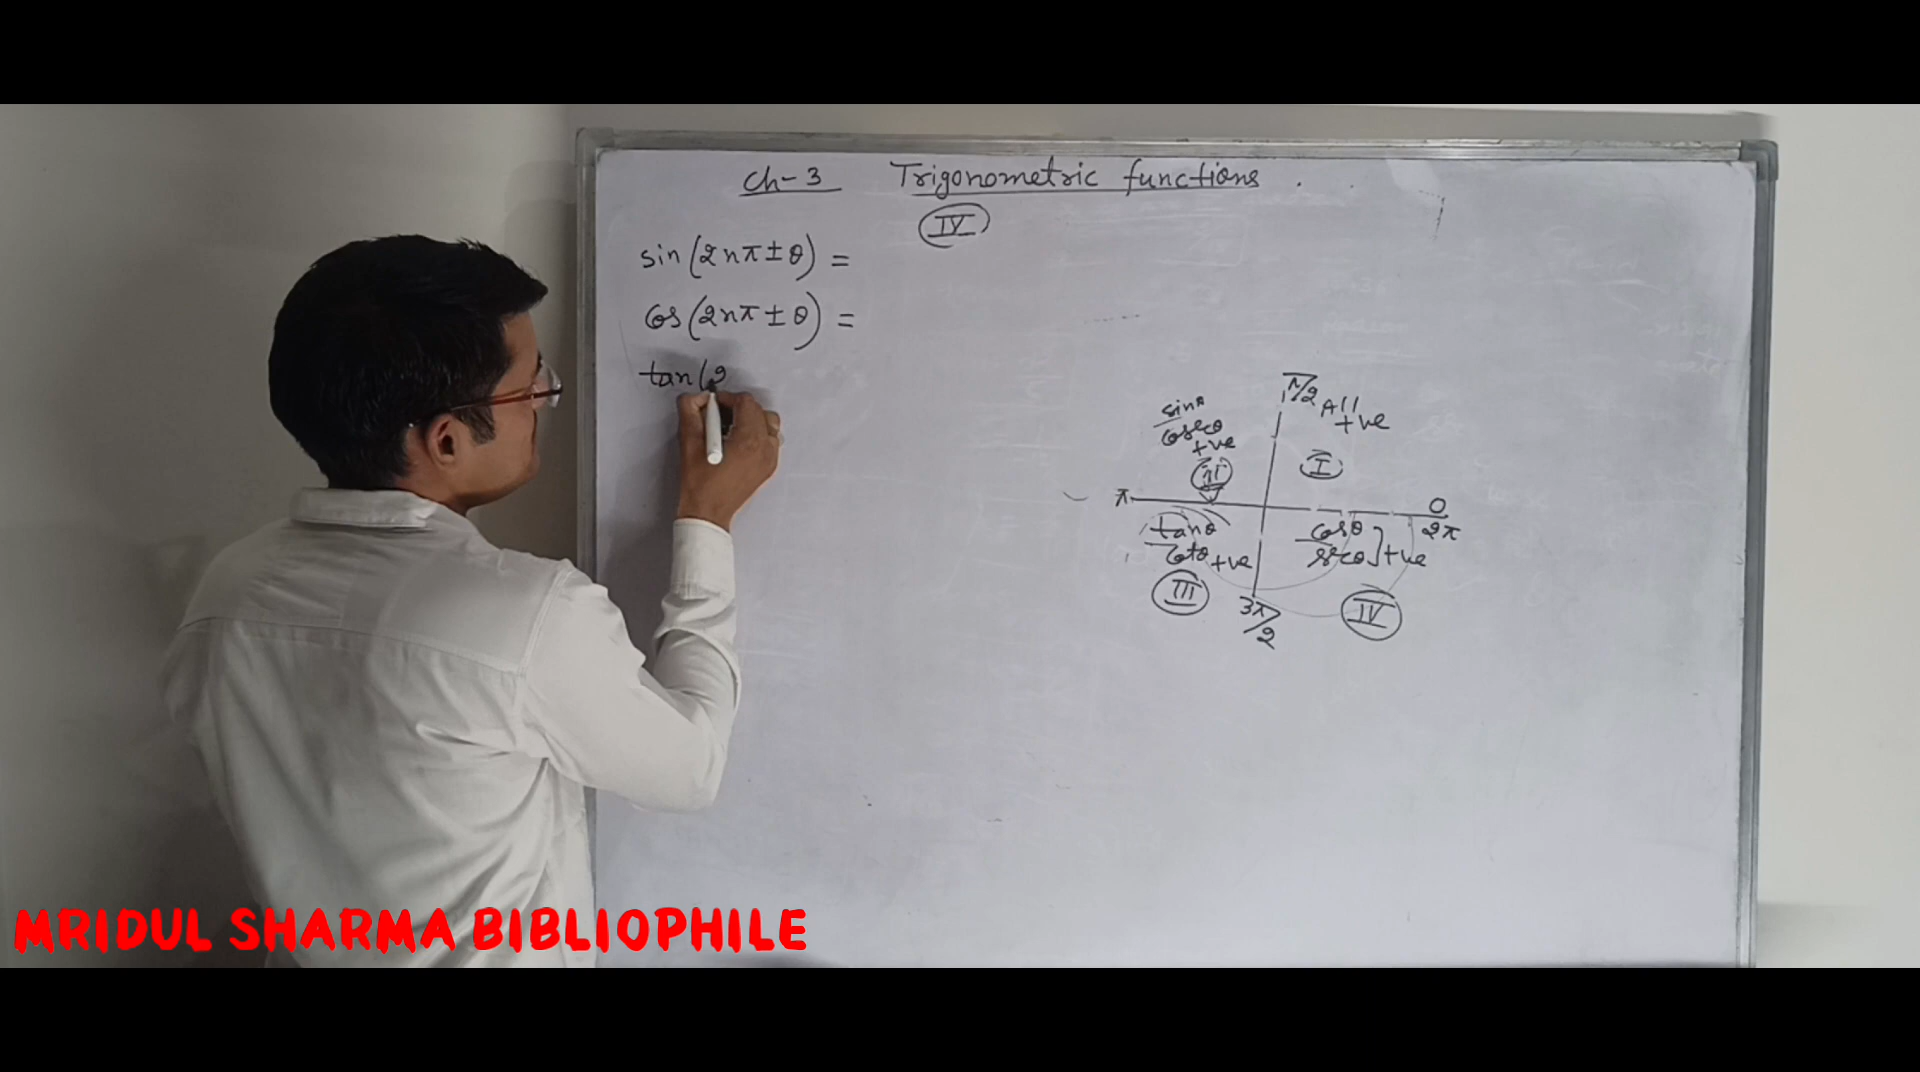 Ch-3 Trigonometric functions.
IV
sin(2nπ±θ) =
cos(2nπ±θ) =
tan(2
π/2
All
+ve
I
sinθ
cosecθ
+ve
II
π
0
2π
tanθ
cotθ +ve
III
cosθ
secθ] +ve
IV
3π/2
MRIDUL SHARMA BIBLIOPHILE